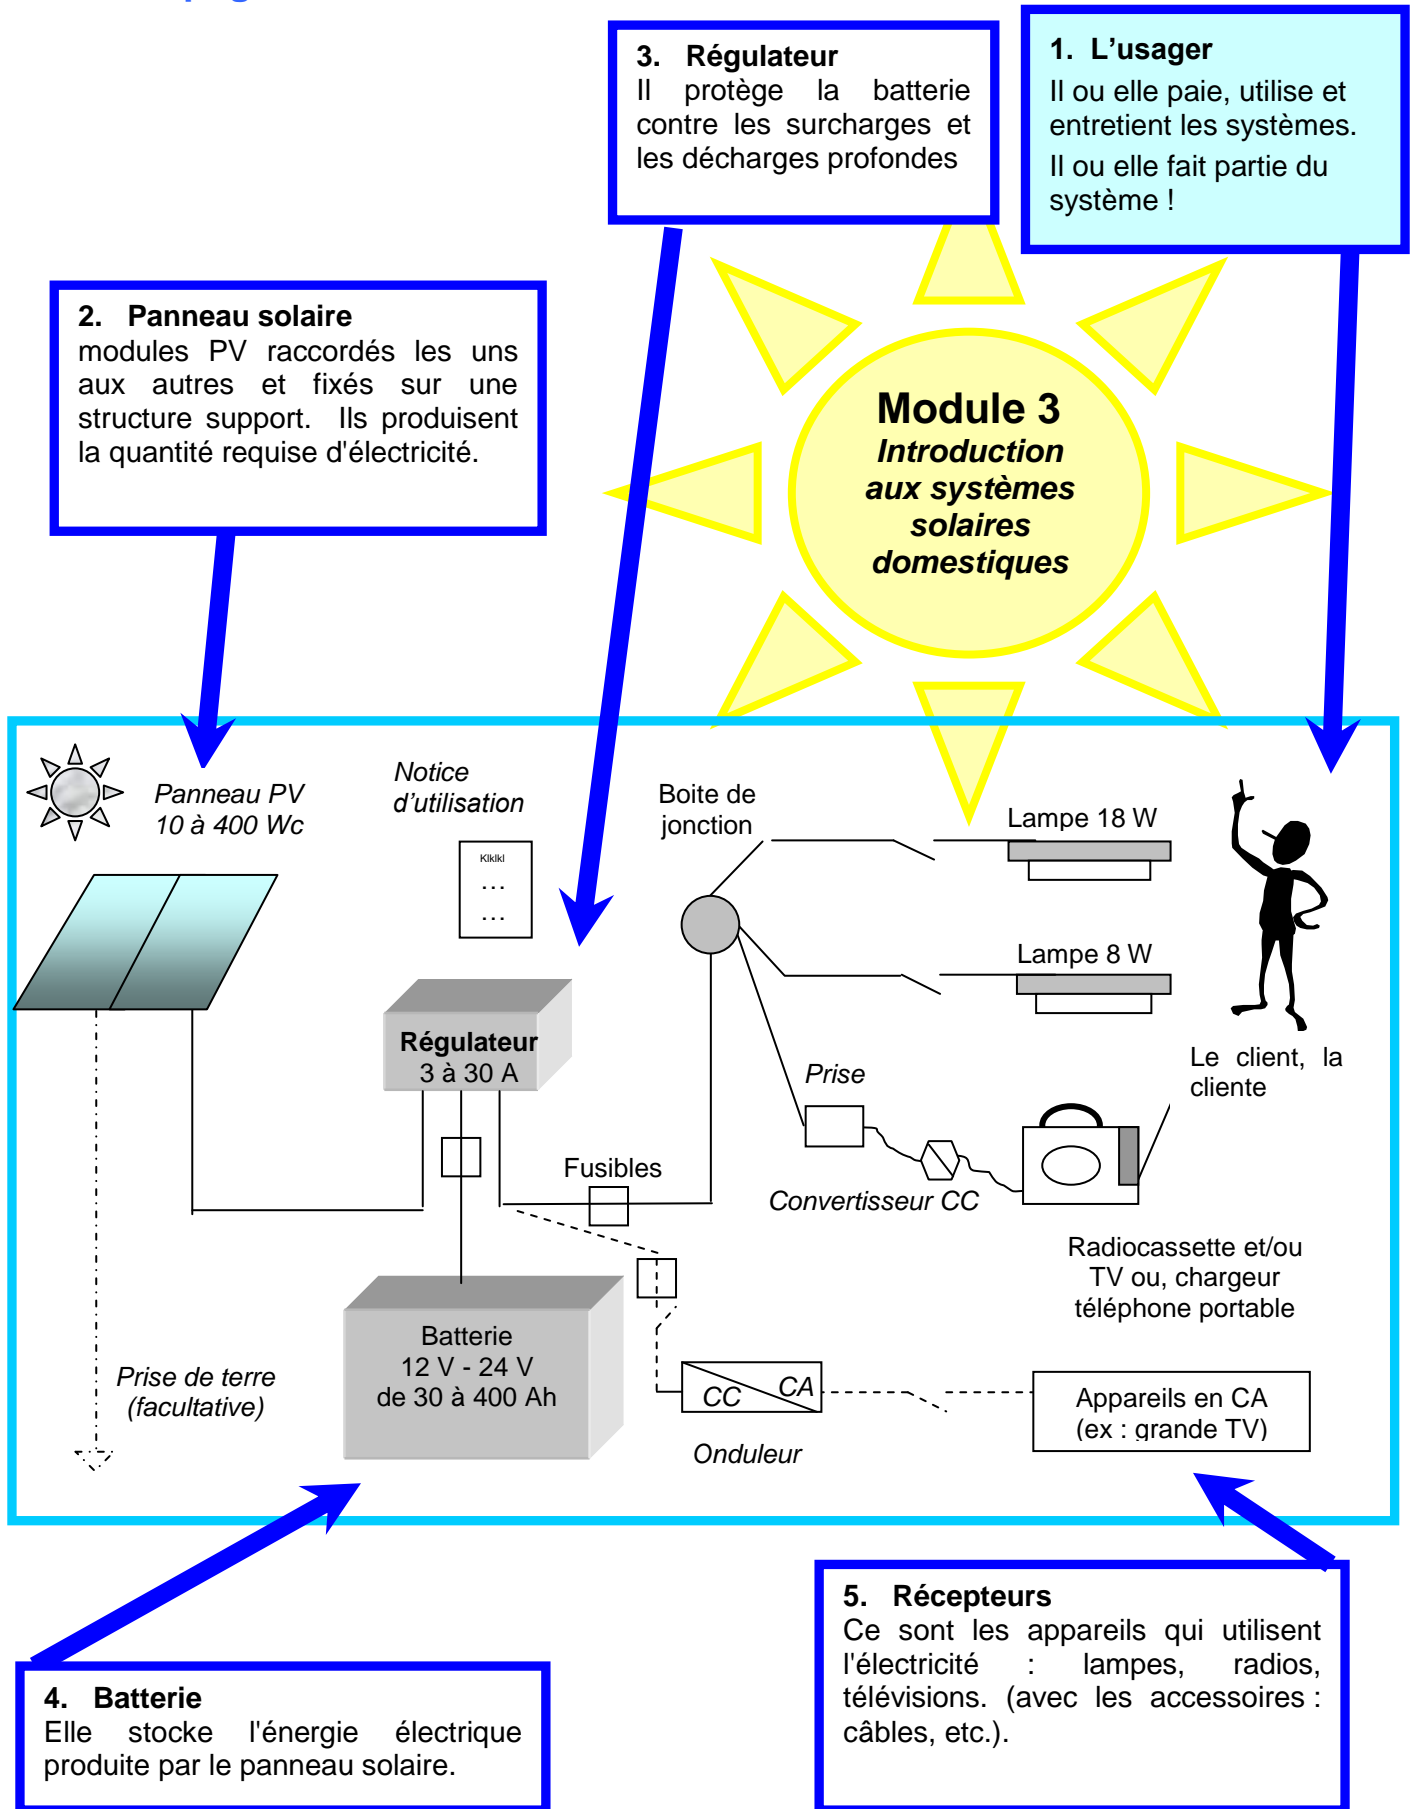 3. Régulateur
Il protège la batterie
contre les surcharges et
les décharges profondes
1. L’usager
Il ou elle paie, utilise et
entretient les systèmes.
Il ou elle fait partie du
système !
2. Panneau solaire
modules PV raccordés les uns
aux autres et fixés sur une
structure support. Ils produisent
la quantité requise d'électricité.
Module 3
Introduction
aux systèmes
solaires
domestiques
Panneau PV
10 à 400 Wc
Notice
d’utilisation
Klklkl
...
...
Boite de
jonction
Lampe 18 W
Lampe 8 W
Le client, la
cliente
Régulateur
3 à 30 A
Prise
Fusibles
Convertisseur CC
Radiocassette et/ou
TV ou, chargeur
téléphone portable
Batterie
12 V - 24 V
de 30 à 400 Ah
Prise de terre
(facultative)
CC
CA
Onduleur
Appareils en CA
(ex : grande TV)
4. Batterie
Elle stocke l'énergie électrique
produite par le panneau solaire.
5. Récepteurs
Ce sont les appareils qui utilisent
l'électricité : lampes, radios,
télévisions. (avec les accessoires :
câbles, etc.).